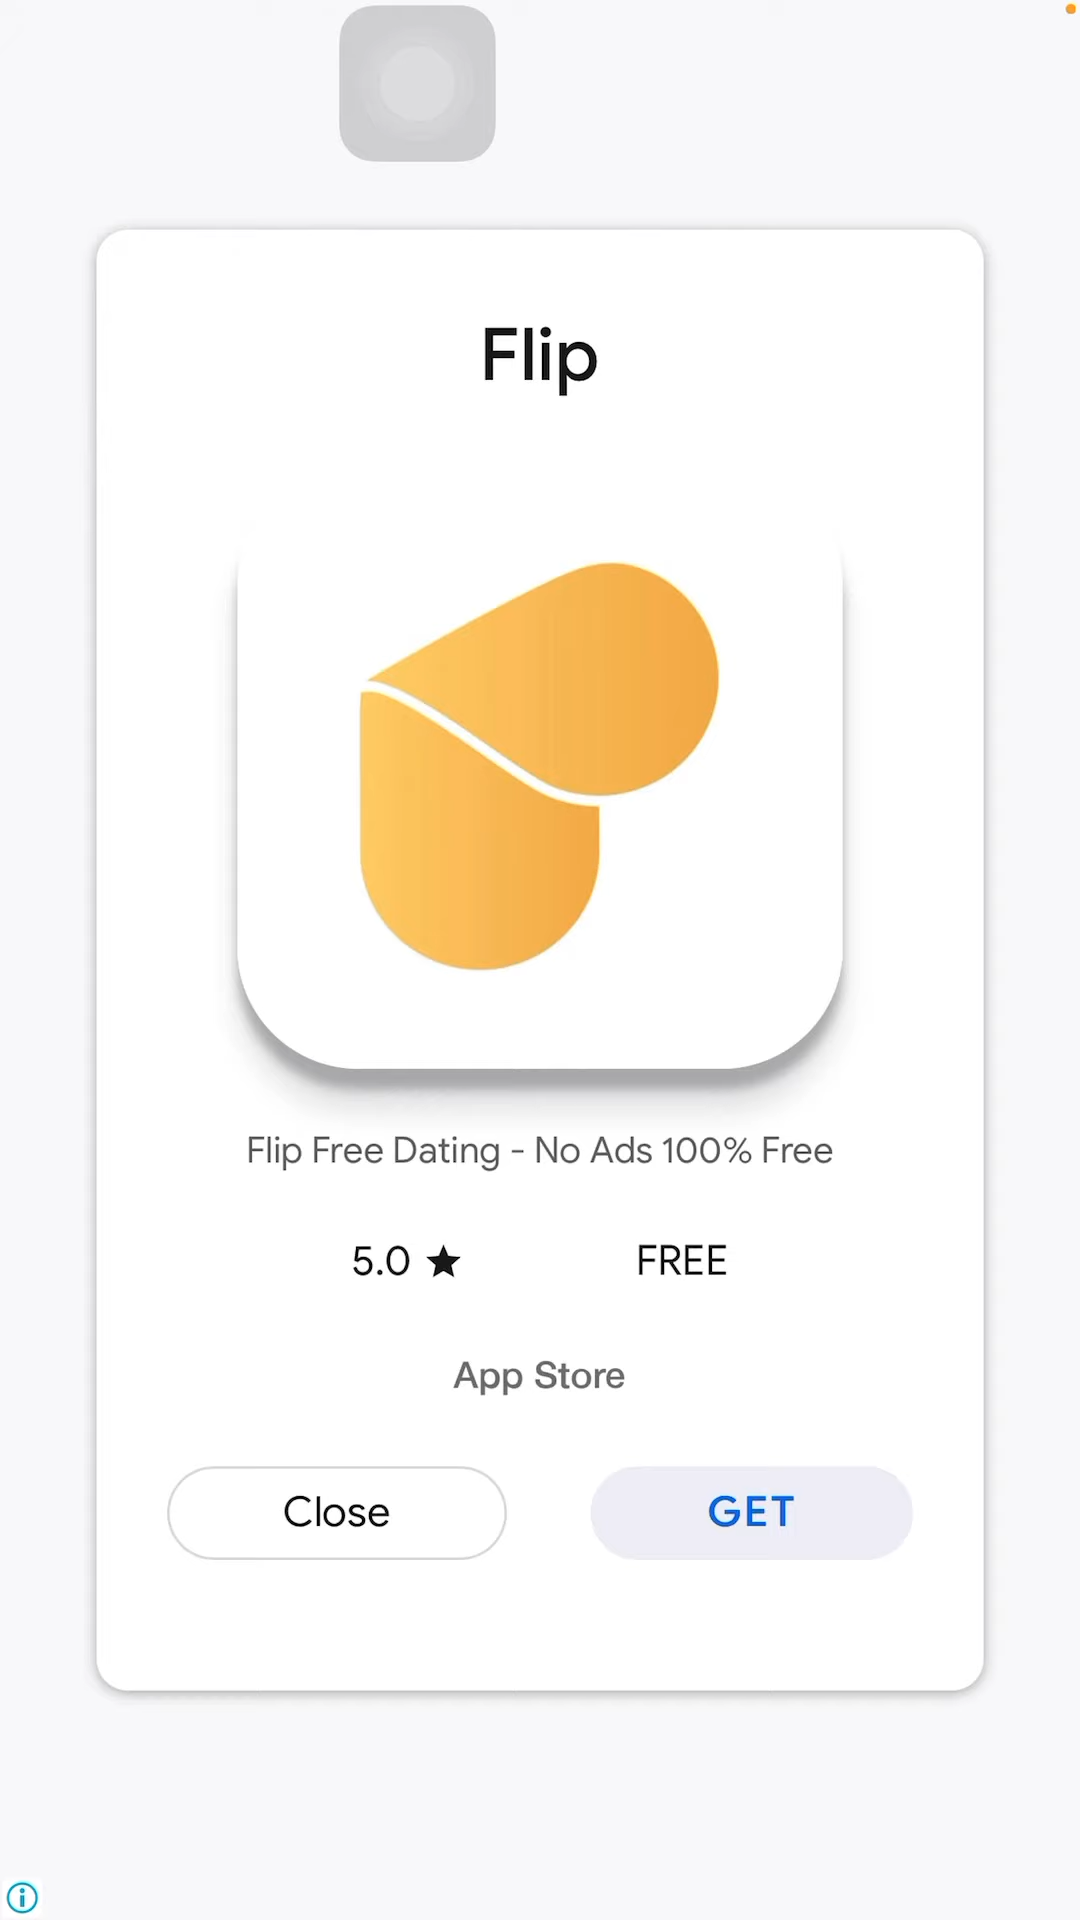 Flip
Flip Free Dating - No Ads 100% Free
5.0 ★ FREE
App Store
Close GET